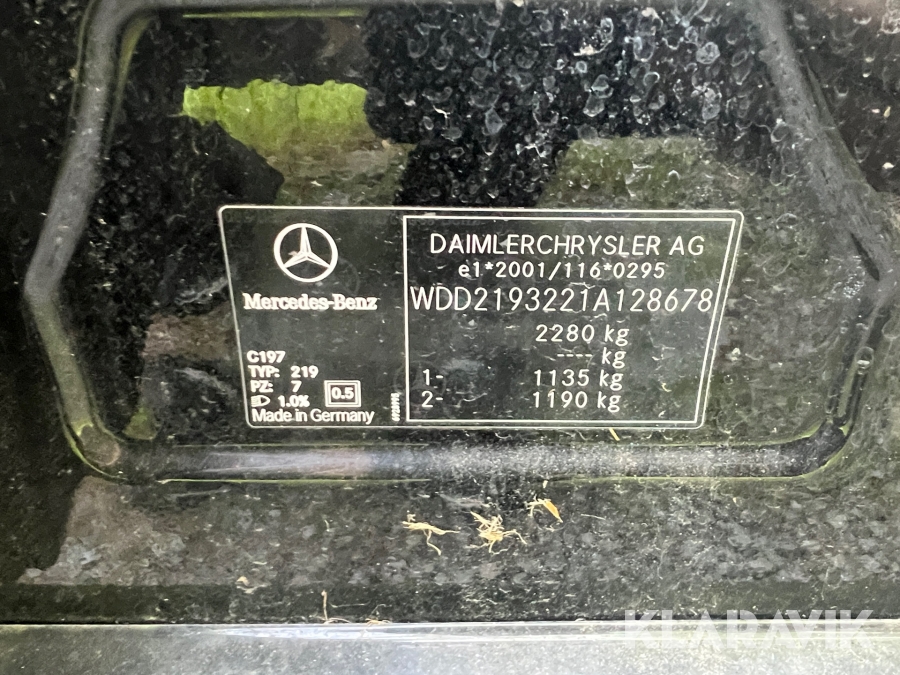 Mercedes-Benz
C197
TYP: 219
PZ: 7
1.0%
0.5
Made in Germany
DAIMLERCHRYSLER AG
e1*2001/116*0295
WDD2193221A128678
2280 kg
---- kg
1- 1135 kg
2- 1190 kg
KLARAVIK